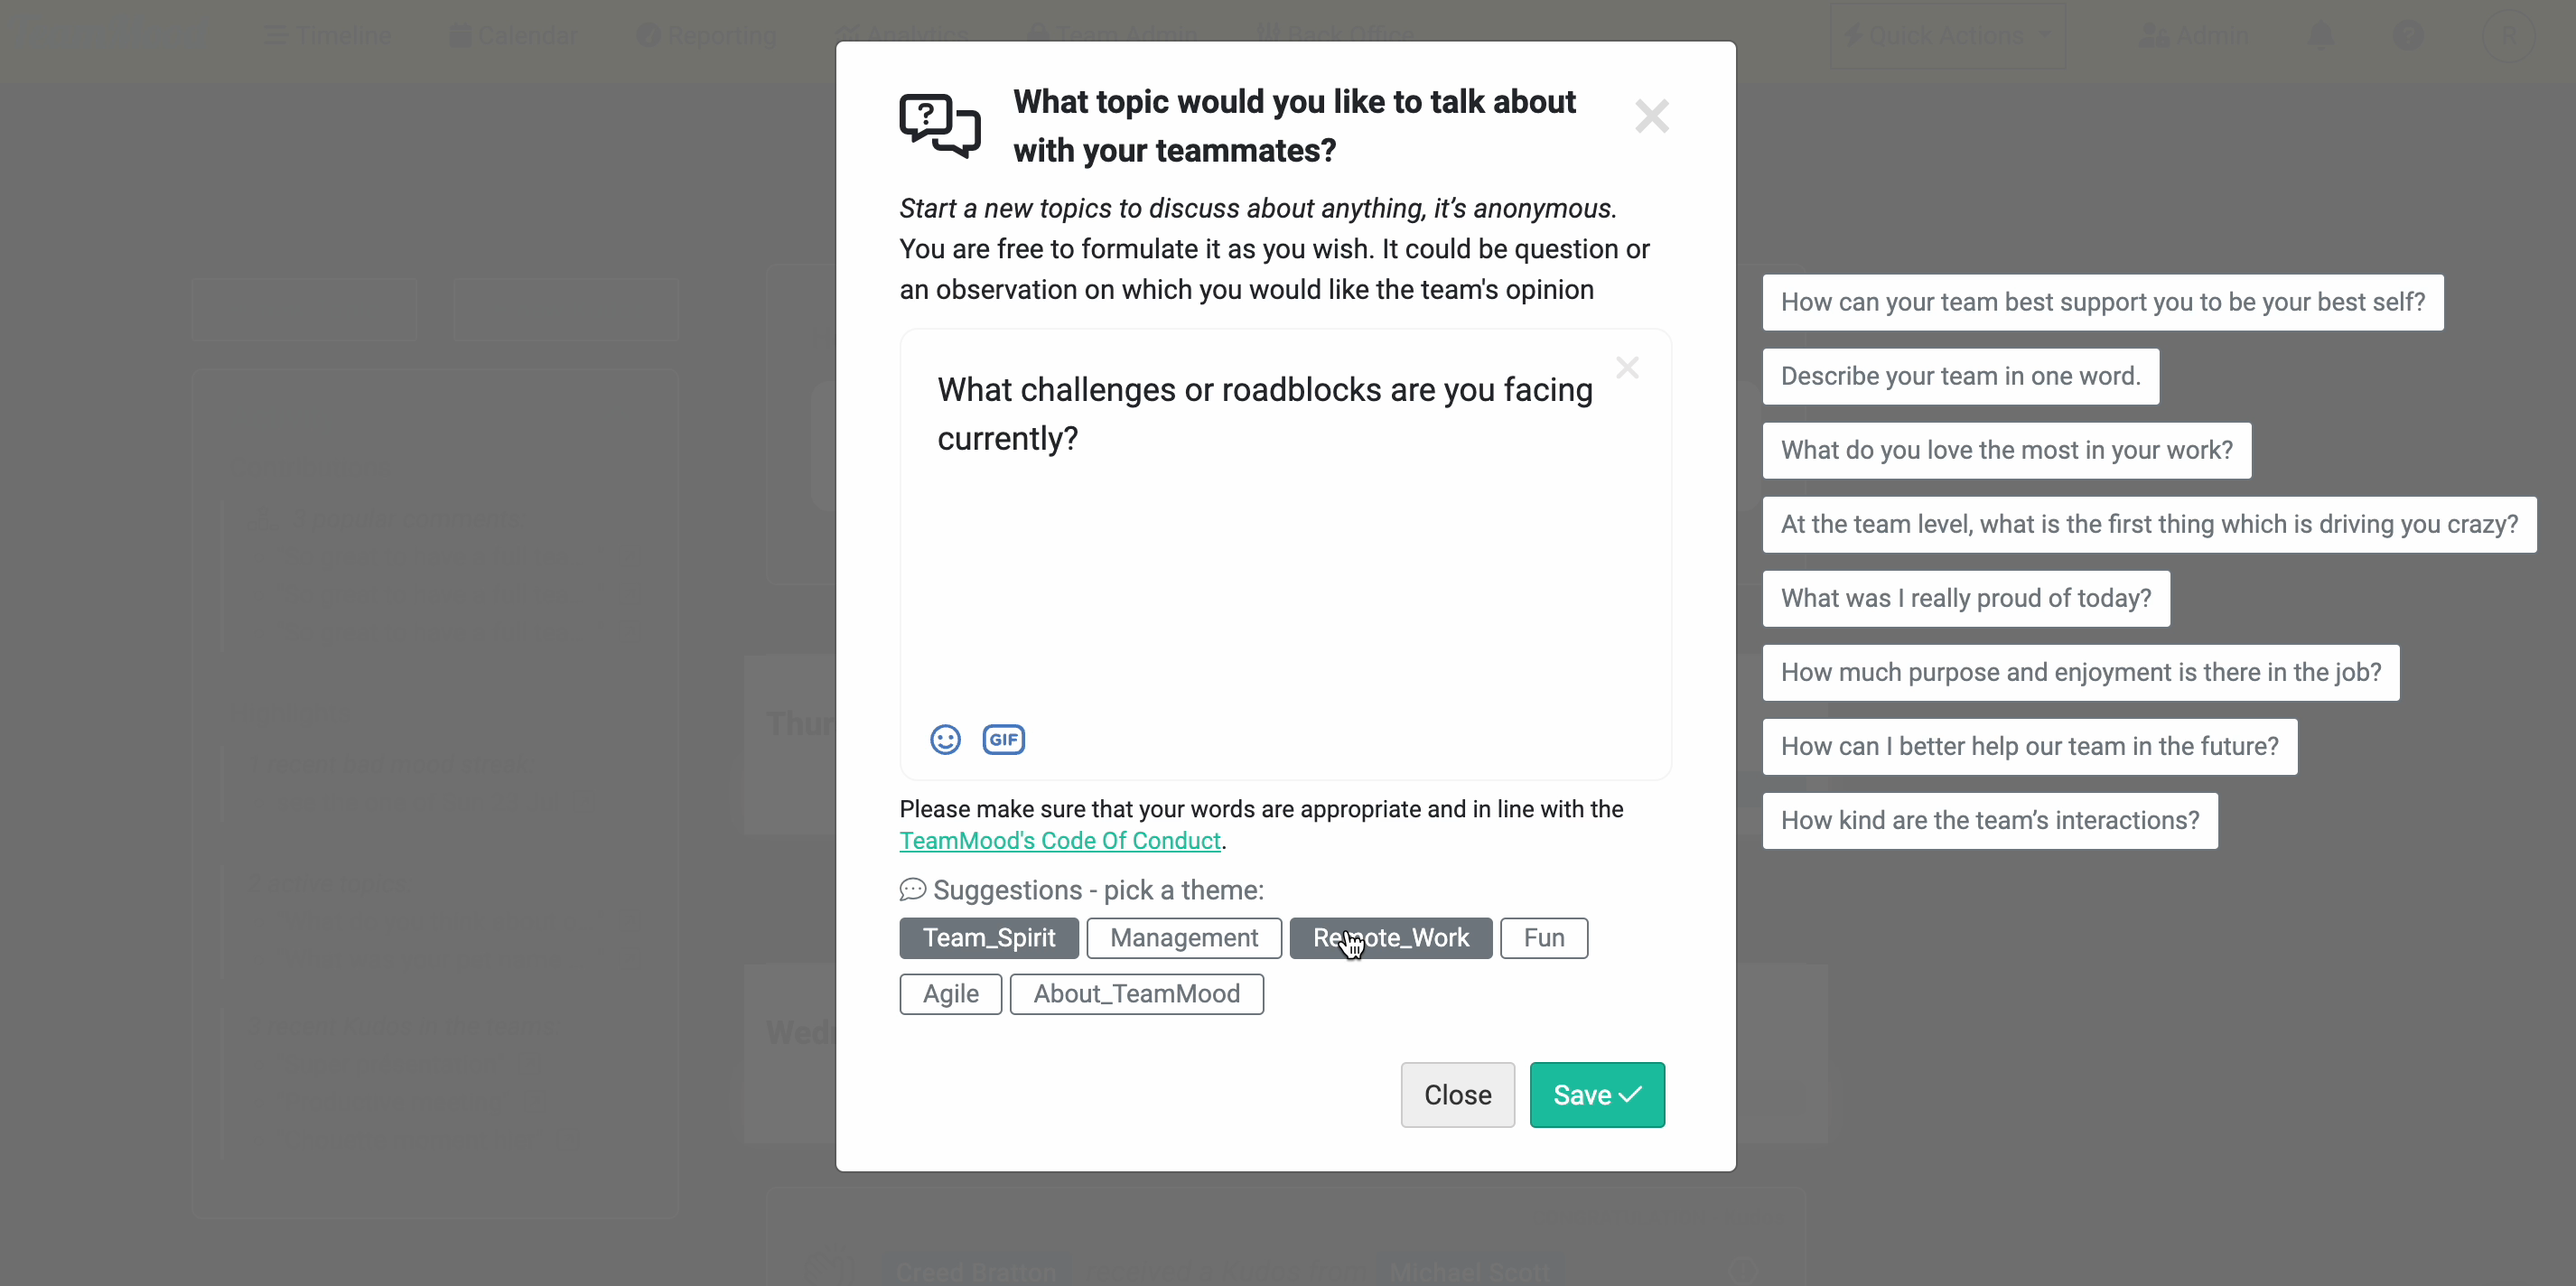 Timeline
Calendar
Reporting
Analytics
Team Admin
Back Office
Quick Actions
Admin
R
What topic would you like to talk about
with your teammates?
Start a new topics to discuss about anything, it's anonymous.
You are free to formulate it as you wish. It could be question or
an observation on which you would like the team's opinion
What challenges or roadblocks are you facing
currently?
GIF
Please make sure that your words are appropriate and in line with the
TeamMood's Code Of Conduct.
Suggestions - pick a theme:
Team_Spirit Management Remote_Work Fun
Agile About_TeamMood
Close Save
How can your team best support you to be your best self?
Describe your team in one word.
What do you love the most in your work?
At the team level, what is the first thing which is driving you crazy?
What was I really proud of today?
How much purpose and enjoyment is there in the job?
How can I better help our team in the future?
How kind are the team’s interactions?
Thur
Wedn
Creed Bratton
Michael Scott